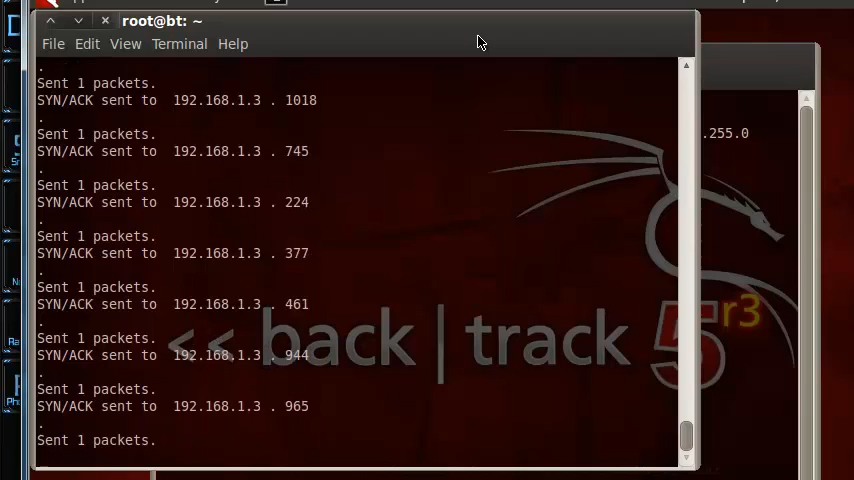 root@bt: ~
File Edit View Terminal Help
.
Sent 1 packets.
SYN/ACK sent to  192.168.1.3 . 1018
.
Sent 1 packets.
SYN/ACK sent to  192.168.1.3 . 745
.
Sent 1 packets.
SYN/ACK sent to  192.168.1.3 . 224
.
Sent 1 packets.
SYN/ACK sent to  192.168.1.3 . 377
.
Sent 1 packets.
SYN/ACK sent to  192.168.1.3 . 461
.
Sent 1 packets.
SYN/ACK sent to  192.168.1.3 . 944
.
Sent 1 packets.
SYN/ACK sent to  192.168.1.3 . 965
.
Sent 1 packets.
.255.0
<< back | track 5 r3